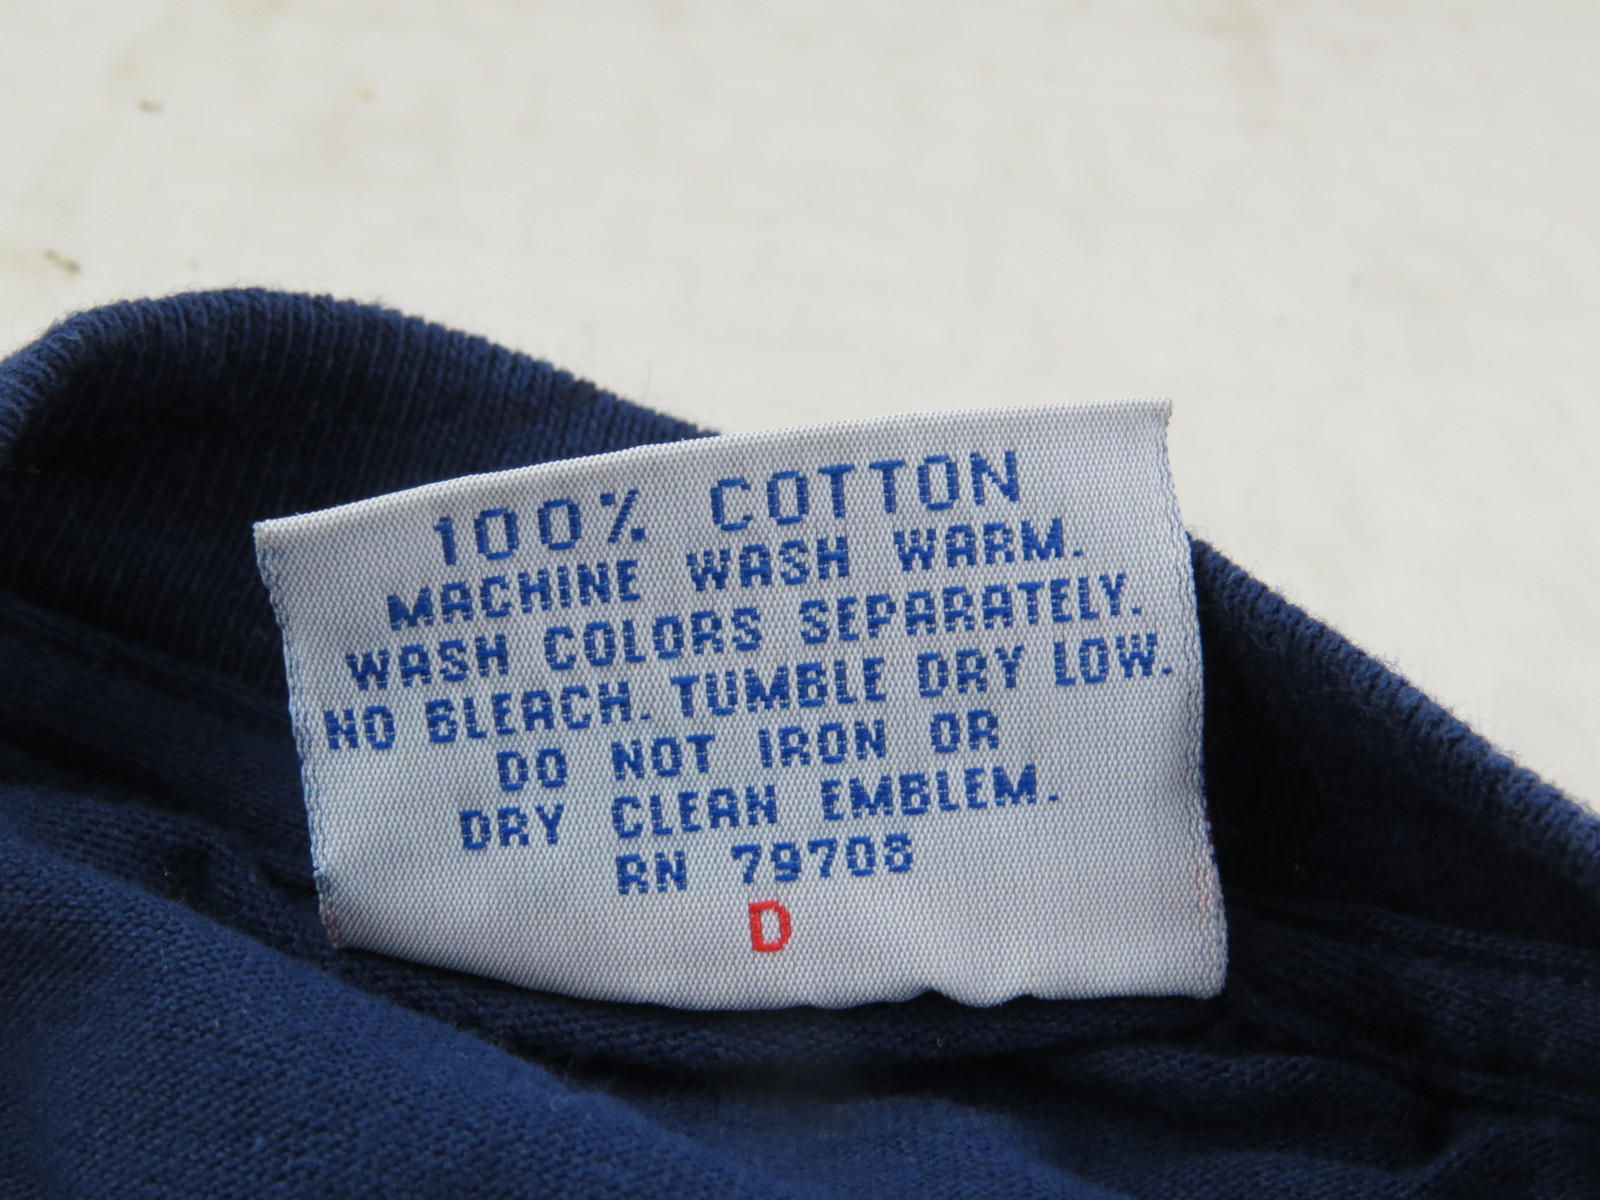 100% COTTON
MACHINE WASH WARM.
WASH COLORS SEPARATELY.
NO BLEACH. TUMBLE DRY LOW.
DO NOT IRON OR
DRY CLEAN EMBLEM.
RN 79706
D